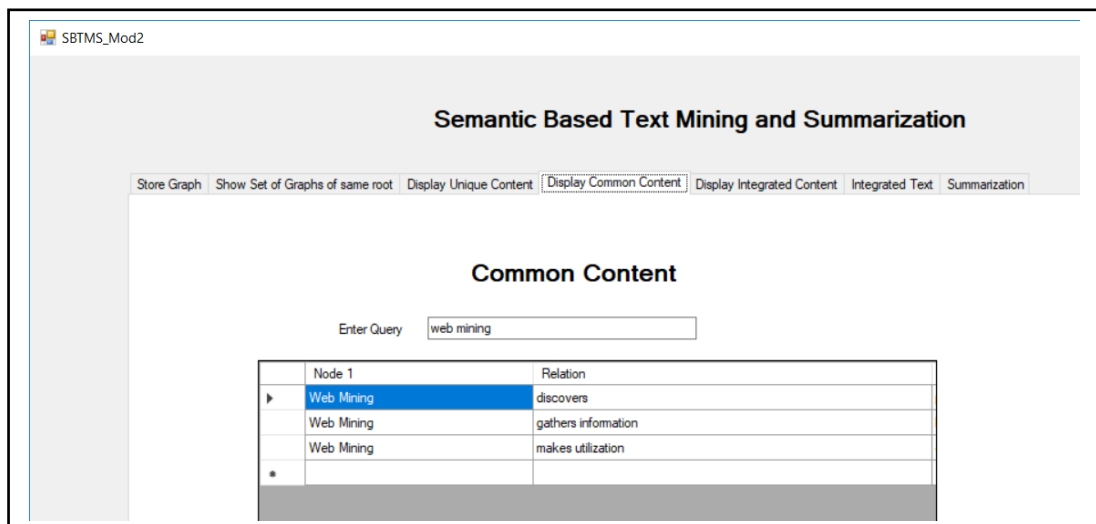 SBTMS_Mod2
Semantic Based Text Mining and Summarization
Store Graph Show Set of Graphs of same root Display Unique Content Display Common Content Display Integrated Content Integrated Text Summarization
Common Content
Enter Query web mining
Node 1 Relation
Web Mining discovers
Web Mining gathers information
Web Mining makes utilization